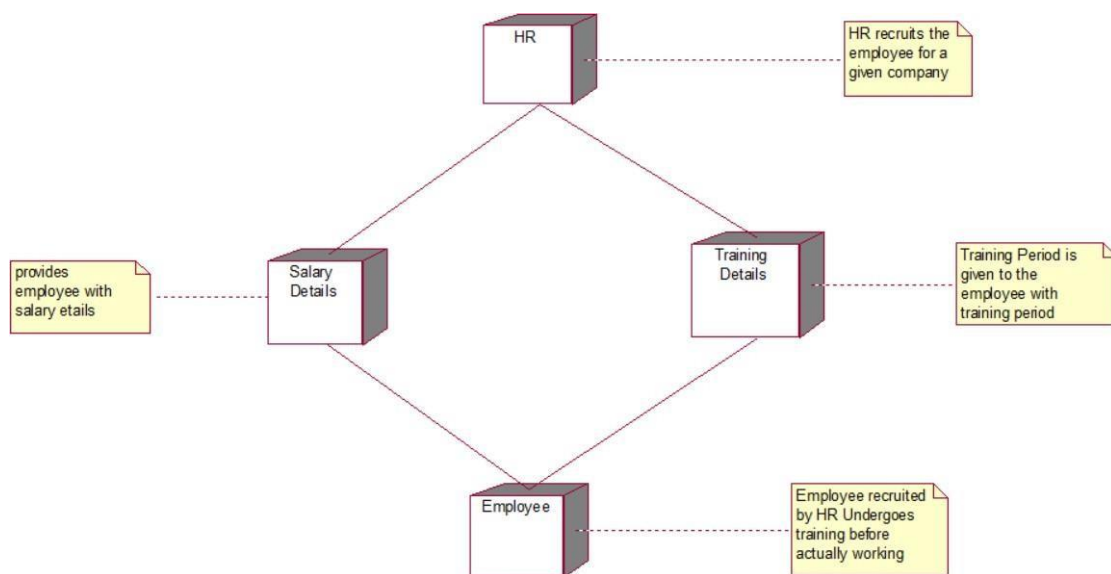 HR
HR recruits the
employee for a
given company
provides
employee with
salary etails
Salary
Details
Training
Details
Training Period is
given to the
employee with
training period
Employee
Employee recruited
by HR Undergoes
training before
actually working